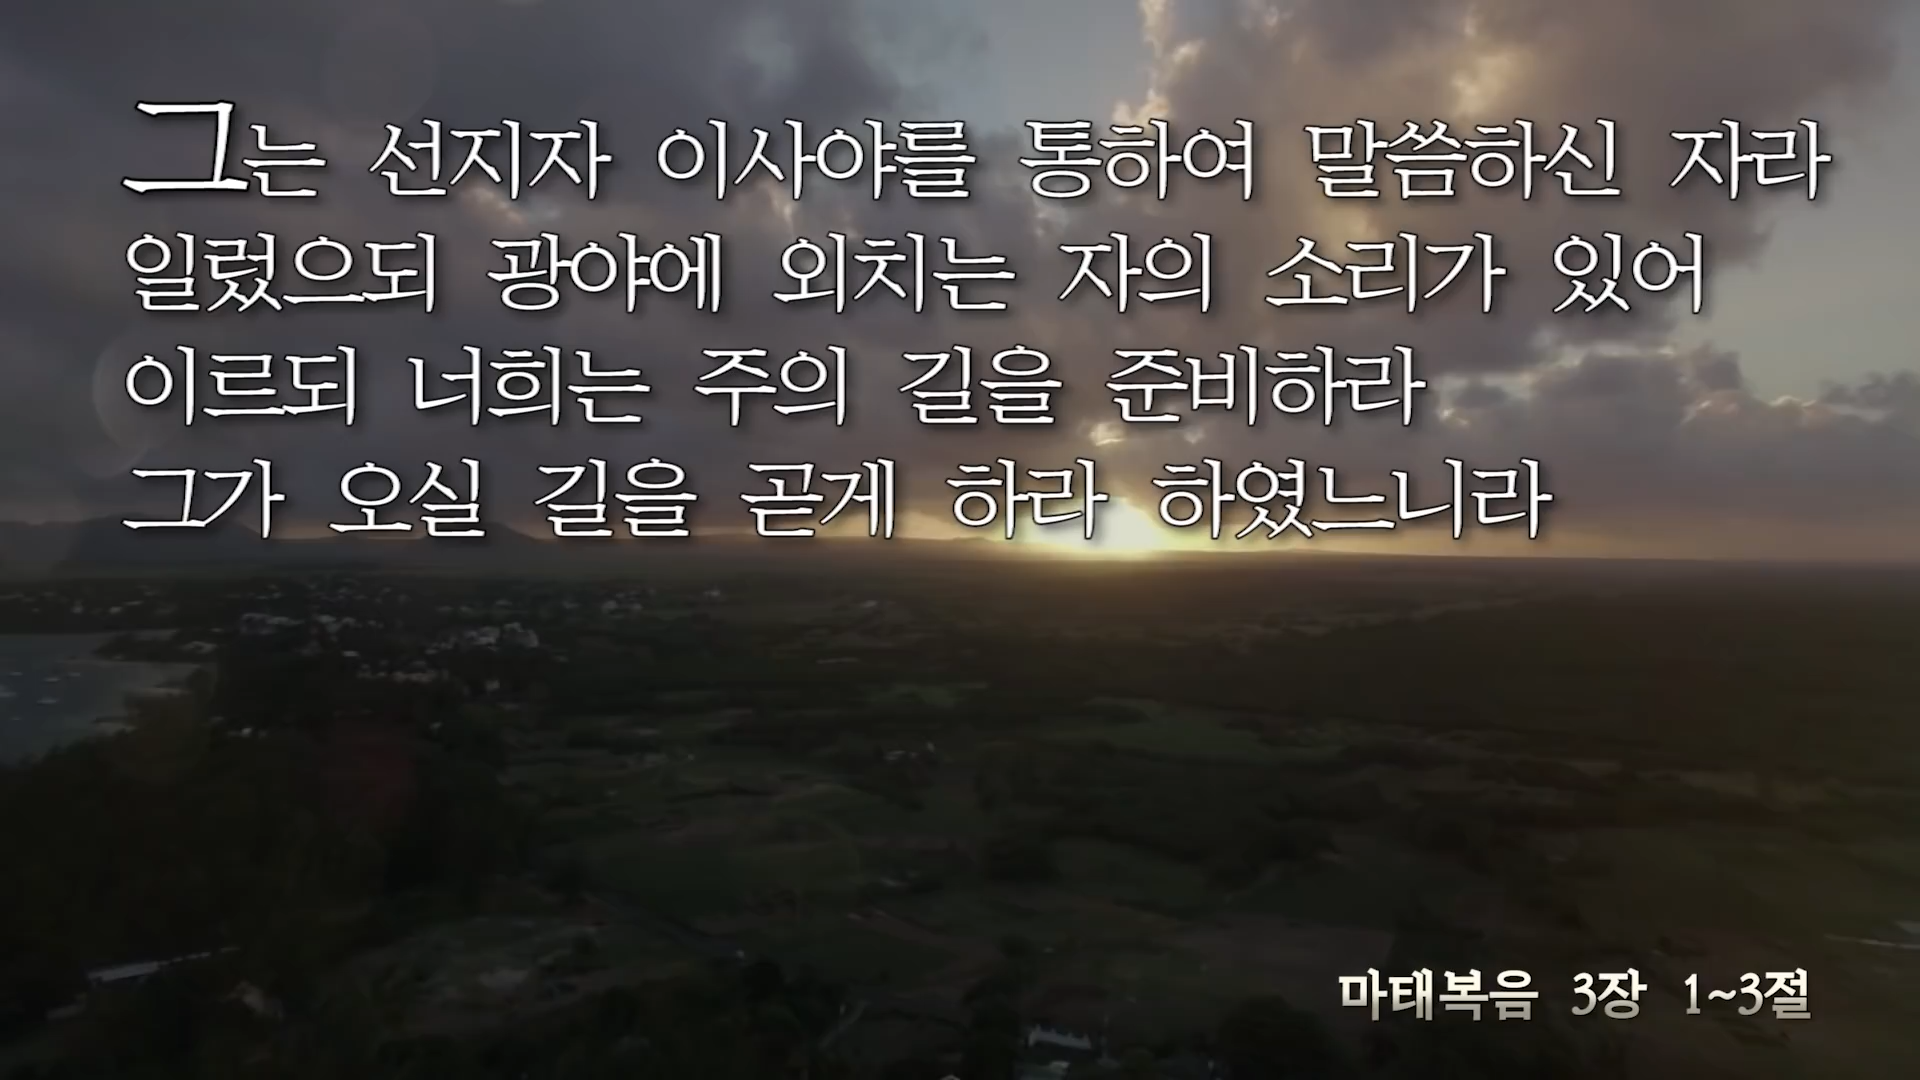 그는 선지자 이사야를 통하여 말씀하신 자라
일렀으되 광야에 외치는 자의 소리가 있어
이르되 너희는 주의 길을 준비하라
그가 오실 길을 곧게 하라 하였느니라
마태복음 3장 1~3절